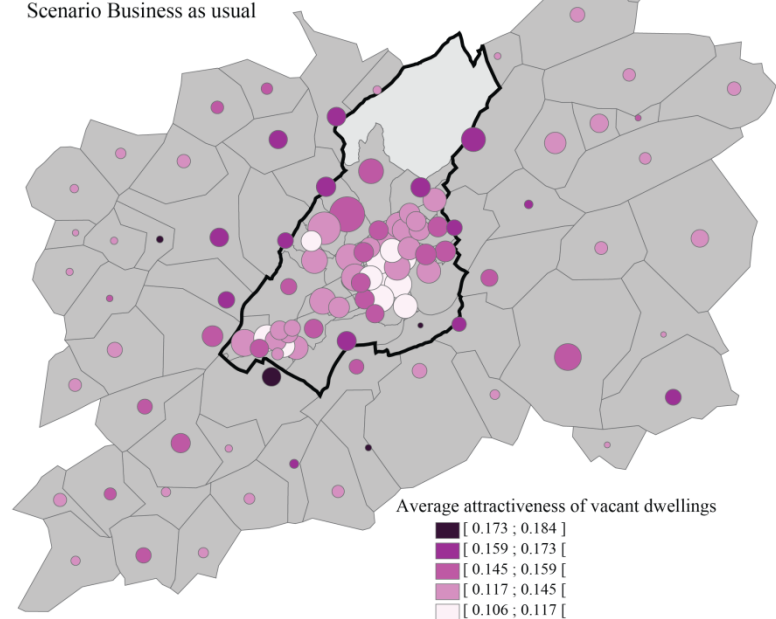 Scenario Business as usual
Average attractiveness of vacant dwellings
[ 0.173 ; 0.184 ]
[ 0.159 ; 0.173 [
[ 0.145 ; 0.159 [
[ 0.117 ; 0.145 [
[ 0.106 ; 0.117 [